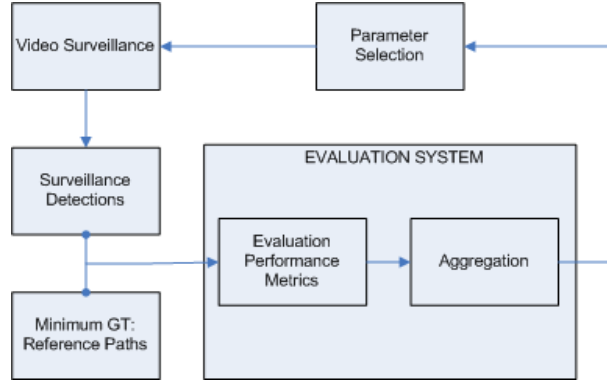 Video Surveillance
Parameter
Selection
Surveillance
Detections
EVALUATION SYSTEM
Evaluation
Performance
Metrics
Aggregation
Minimum GT:
Reference Paths